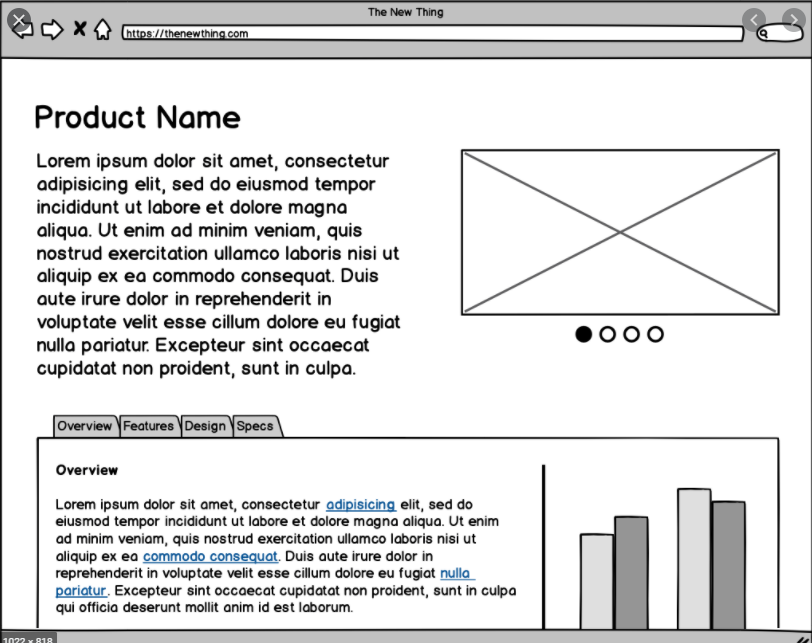 The New Thing
https://thenewthing.com
Product Name
Lorem ipsum dolor sit amet, consectetur
adipisicing elit, sed do eiusmod tempor
incididunt ut labore et dolore magna
aliqua. Ut enim ad minim veniam, quis
nostrud exercitation ullamco laboris nisi ut
aliquip ex ea commodo consequat. Duis
aute irure dolor in reprehenderit in
voluptate velit esse cillum dolore eu fugiat
nulla pariatur. Excepteur sint occaecat
cupidatat non proident, sunt in culpa.
Overview Features Design Specs
Overview
Lorem ipsum dolor sit amet, consectetur adipisicing elit, sed do
eiusmod tempor incididunt ut labore et dolore magna aliqua. Ut enim
ad minim veniam, quis nostrud exercitation ullamco laboris nisi ut
aliquip ex ea commodo consequat. Duis aute irure dolor in
reprehenderit in voluptate velit esse cillum dolore eu fugiat nulla
pariatur. Excepteur sint occaecat cupidatat non proident, sunt in culpa
qui officia deserunt mollit anim id est laborum.
1022 x 818